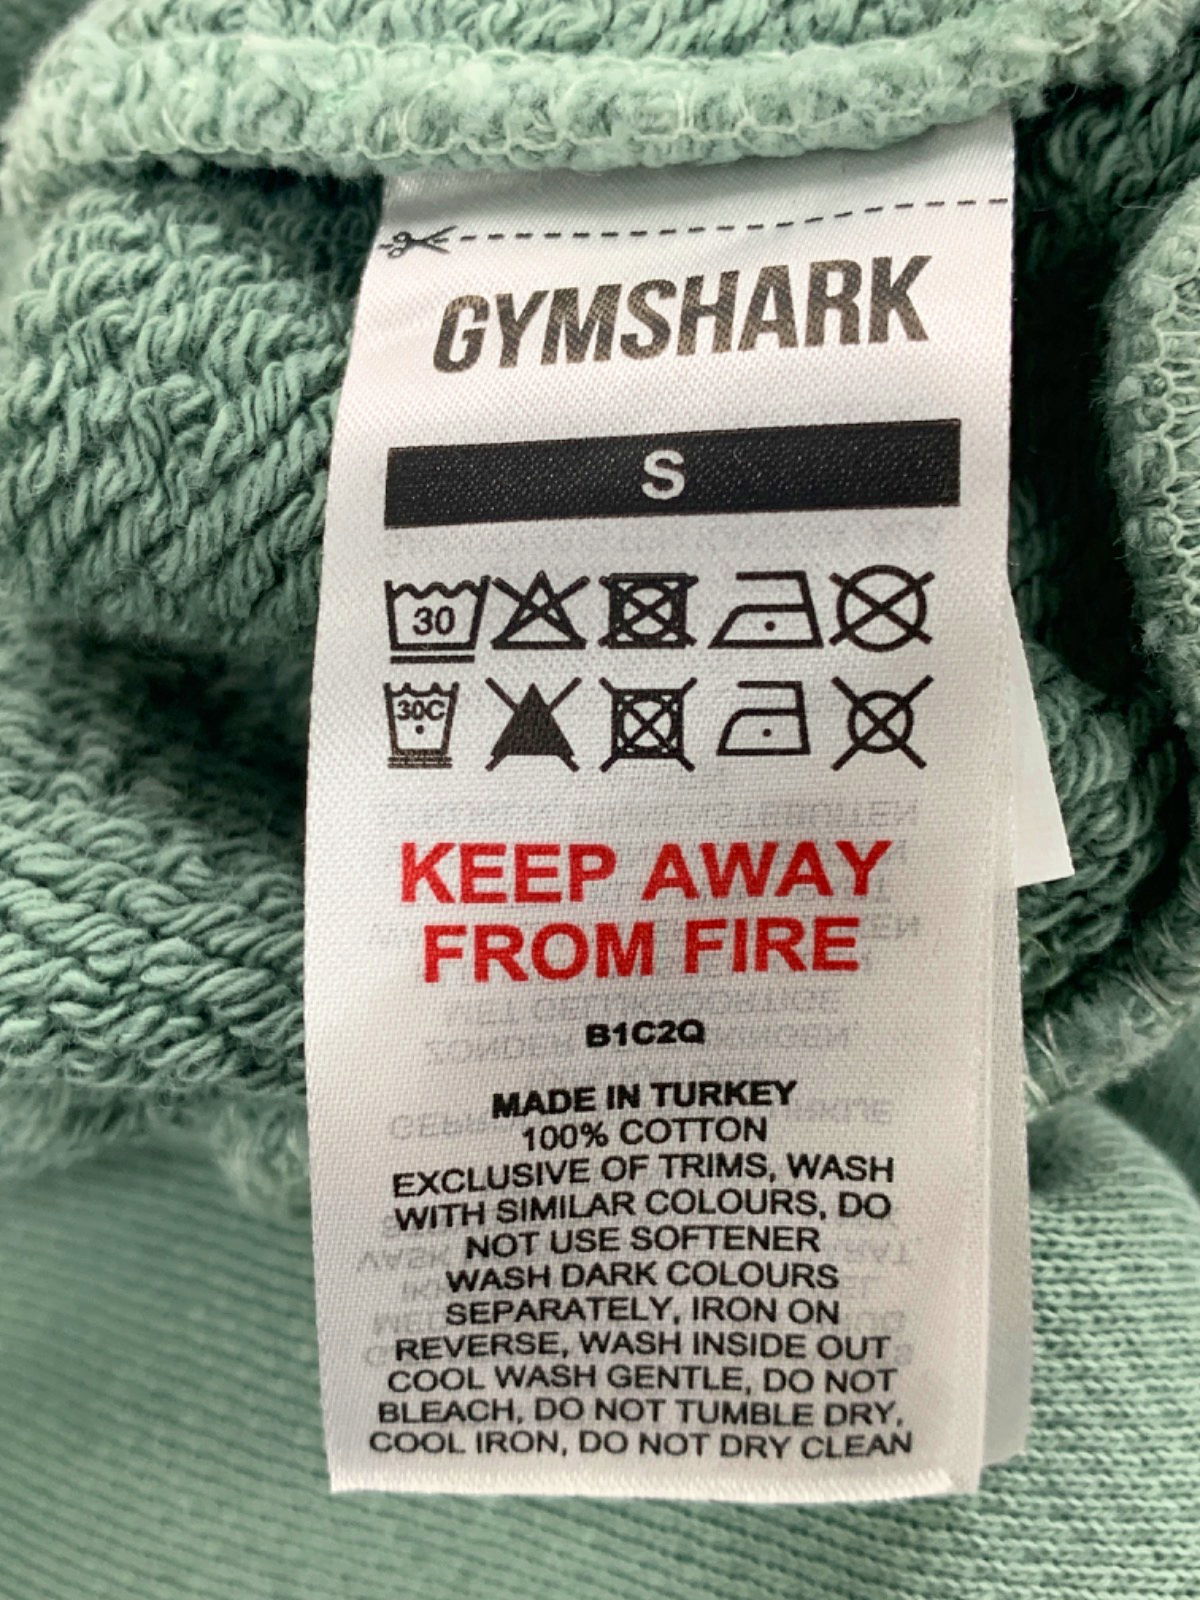 GYMSHARK
S
30
30C
KEEP AWAY
FROM FIRE
B1C2Q
MADE IN TURKEY
100% COTTON
EXCLUSIVE OF TRIMS, WASH
WITH SIMILAR COLOURS, DO
NOT USE SOFTENER
WASH DARK COLOURS
SEPARATELY, IRON ON
REVERSE, WASH INSIDE OUT
COOL WASH GENTLE, DO NOT
BLEACH, DO NOT TUMBLE DRY,
COOL IRON, DO NOT DRY CLEAN